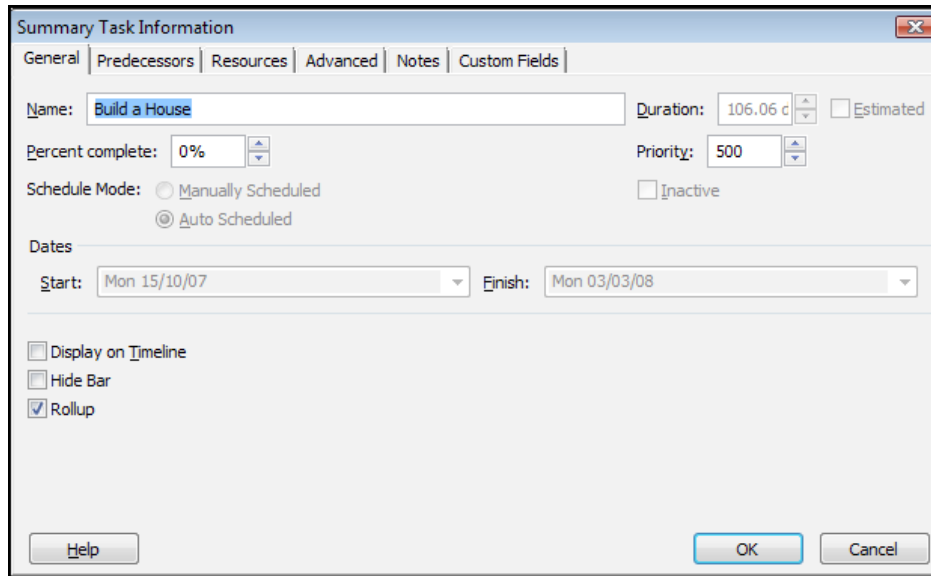 Summary Task Information
General Predecessors Resources Advanced Notes Custom Fields
Name: Build a House Duration: 106.06 d Estimated
Percent complete: 0% Priority: 500
Schedule Mode: Manually Scheduled Inactive
Auto Scheduled
Dates
Start: Mon 15/10/07 Finish: Mon 03/03/08
Display on Timeline
Hide Bar
Rollup
Help OK Cancel